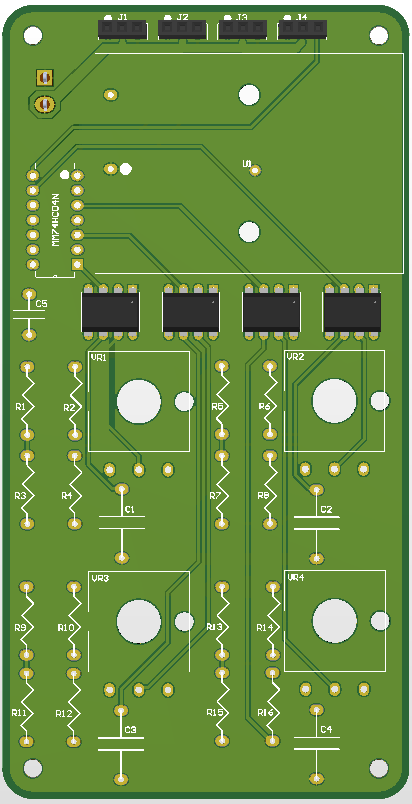 J1 J2 J3 J4
U1
MM74HC04N
C5
VR1 VR2
R1 R2 R5 R6
R3 R4 R7 R8
C1 C2
VR3 VR4
R9 R10 R13 R14
R11 R12 R15 R16
C3 C4